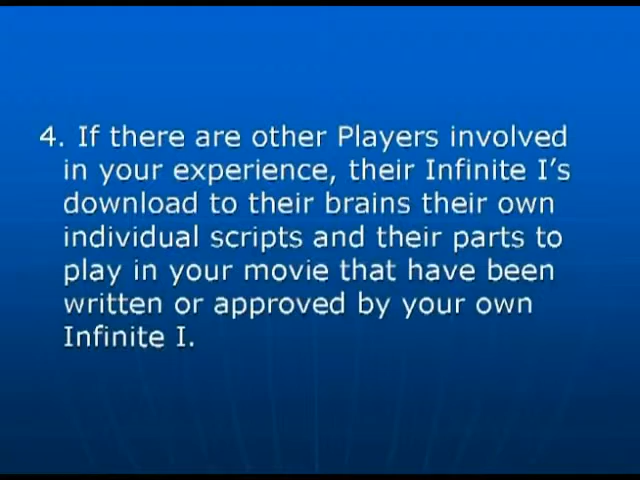 4. If there are other Players involved
in your experience, their Infinite I’s
download to their brains their own
individual scripts and their parts to
play in your movie that have been
written or approved by your own
Infinite I.